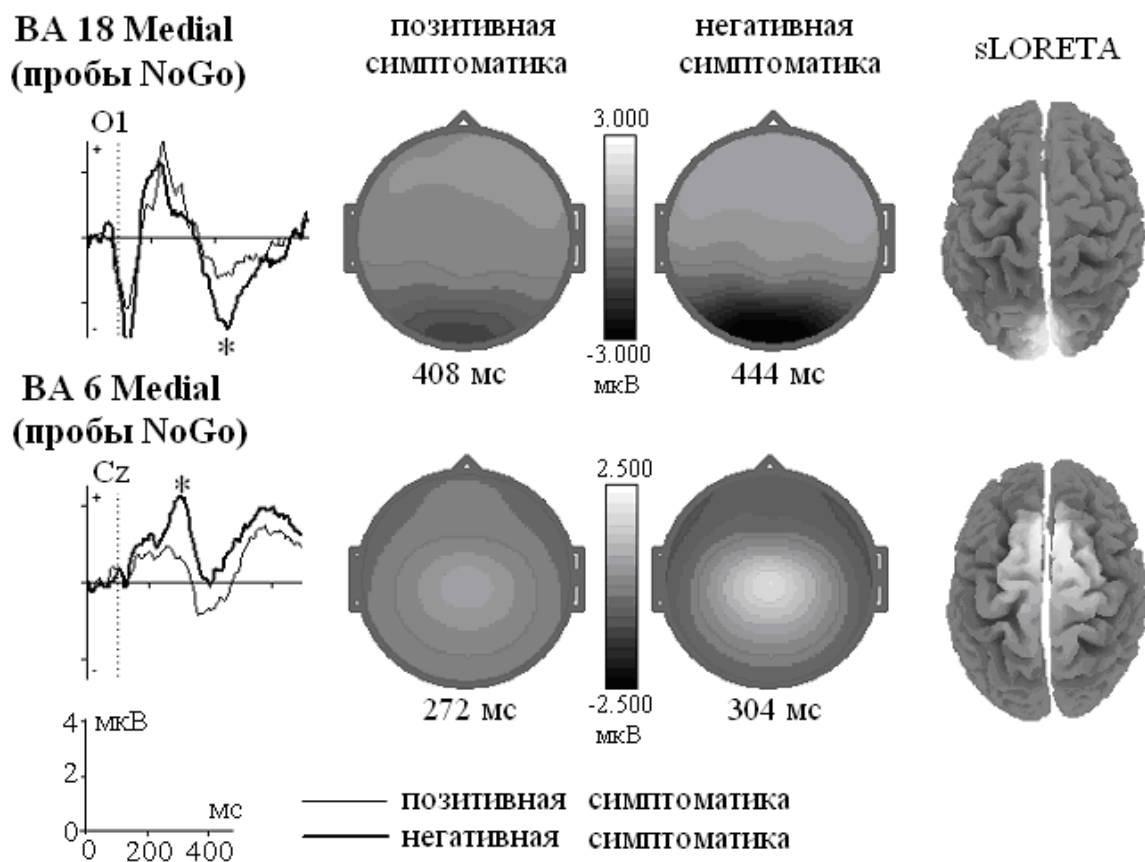 BA 18 Medial
(пробы NoGo)
позитивная
симптоматика
негативная
симптоматика
sLORETA
O1
+
-
*
3.000
-3.000
мкВ
408 мс
444 мс
BA 6 Medial
(пробы NoGo)
Cz
+
-
*
2.500
-2.500
мкВ
272 мс
304 мс
4
мкВ
2
мс
0
0 200 400
позитивная симптоматика
негативная симптоматика